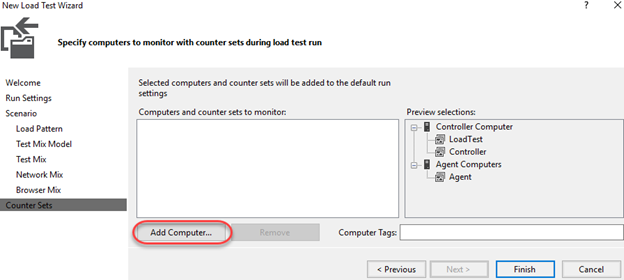 New Load Test Wizard
?
Specify computers to monitor with counter sets during load test run
Welcome
Run Settings
Scenario
Load Pattern
Test Mix Model
Test Mix
Network Mix
Browser Mix
Counter Sets
Selected computers and counter sets will be added to the default run
settings
Computers and counter sets to monitor:
Preview selections:
Controller Computer
LoadTest
Controller
Agent Computers
Agent
Add Computer...
Remove
Computer Tags:
< Previous
Next >
Finish
Cancel